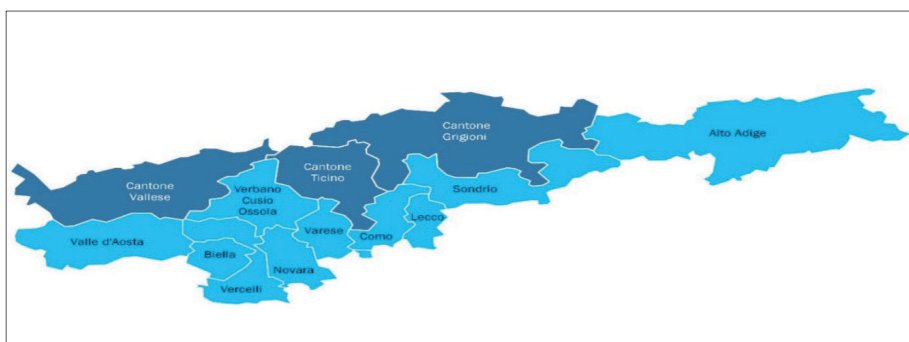 Cantone
Grigioni
Alto Adige
Cantone
Ticino
Cantone
Vallese
Verbano
Cusio
Ossola
Sondrio
Lecco
Varese
Como
Valle d'Aosta
Biella
Novara
Vercelli